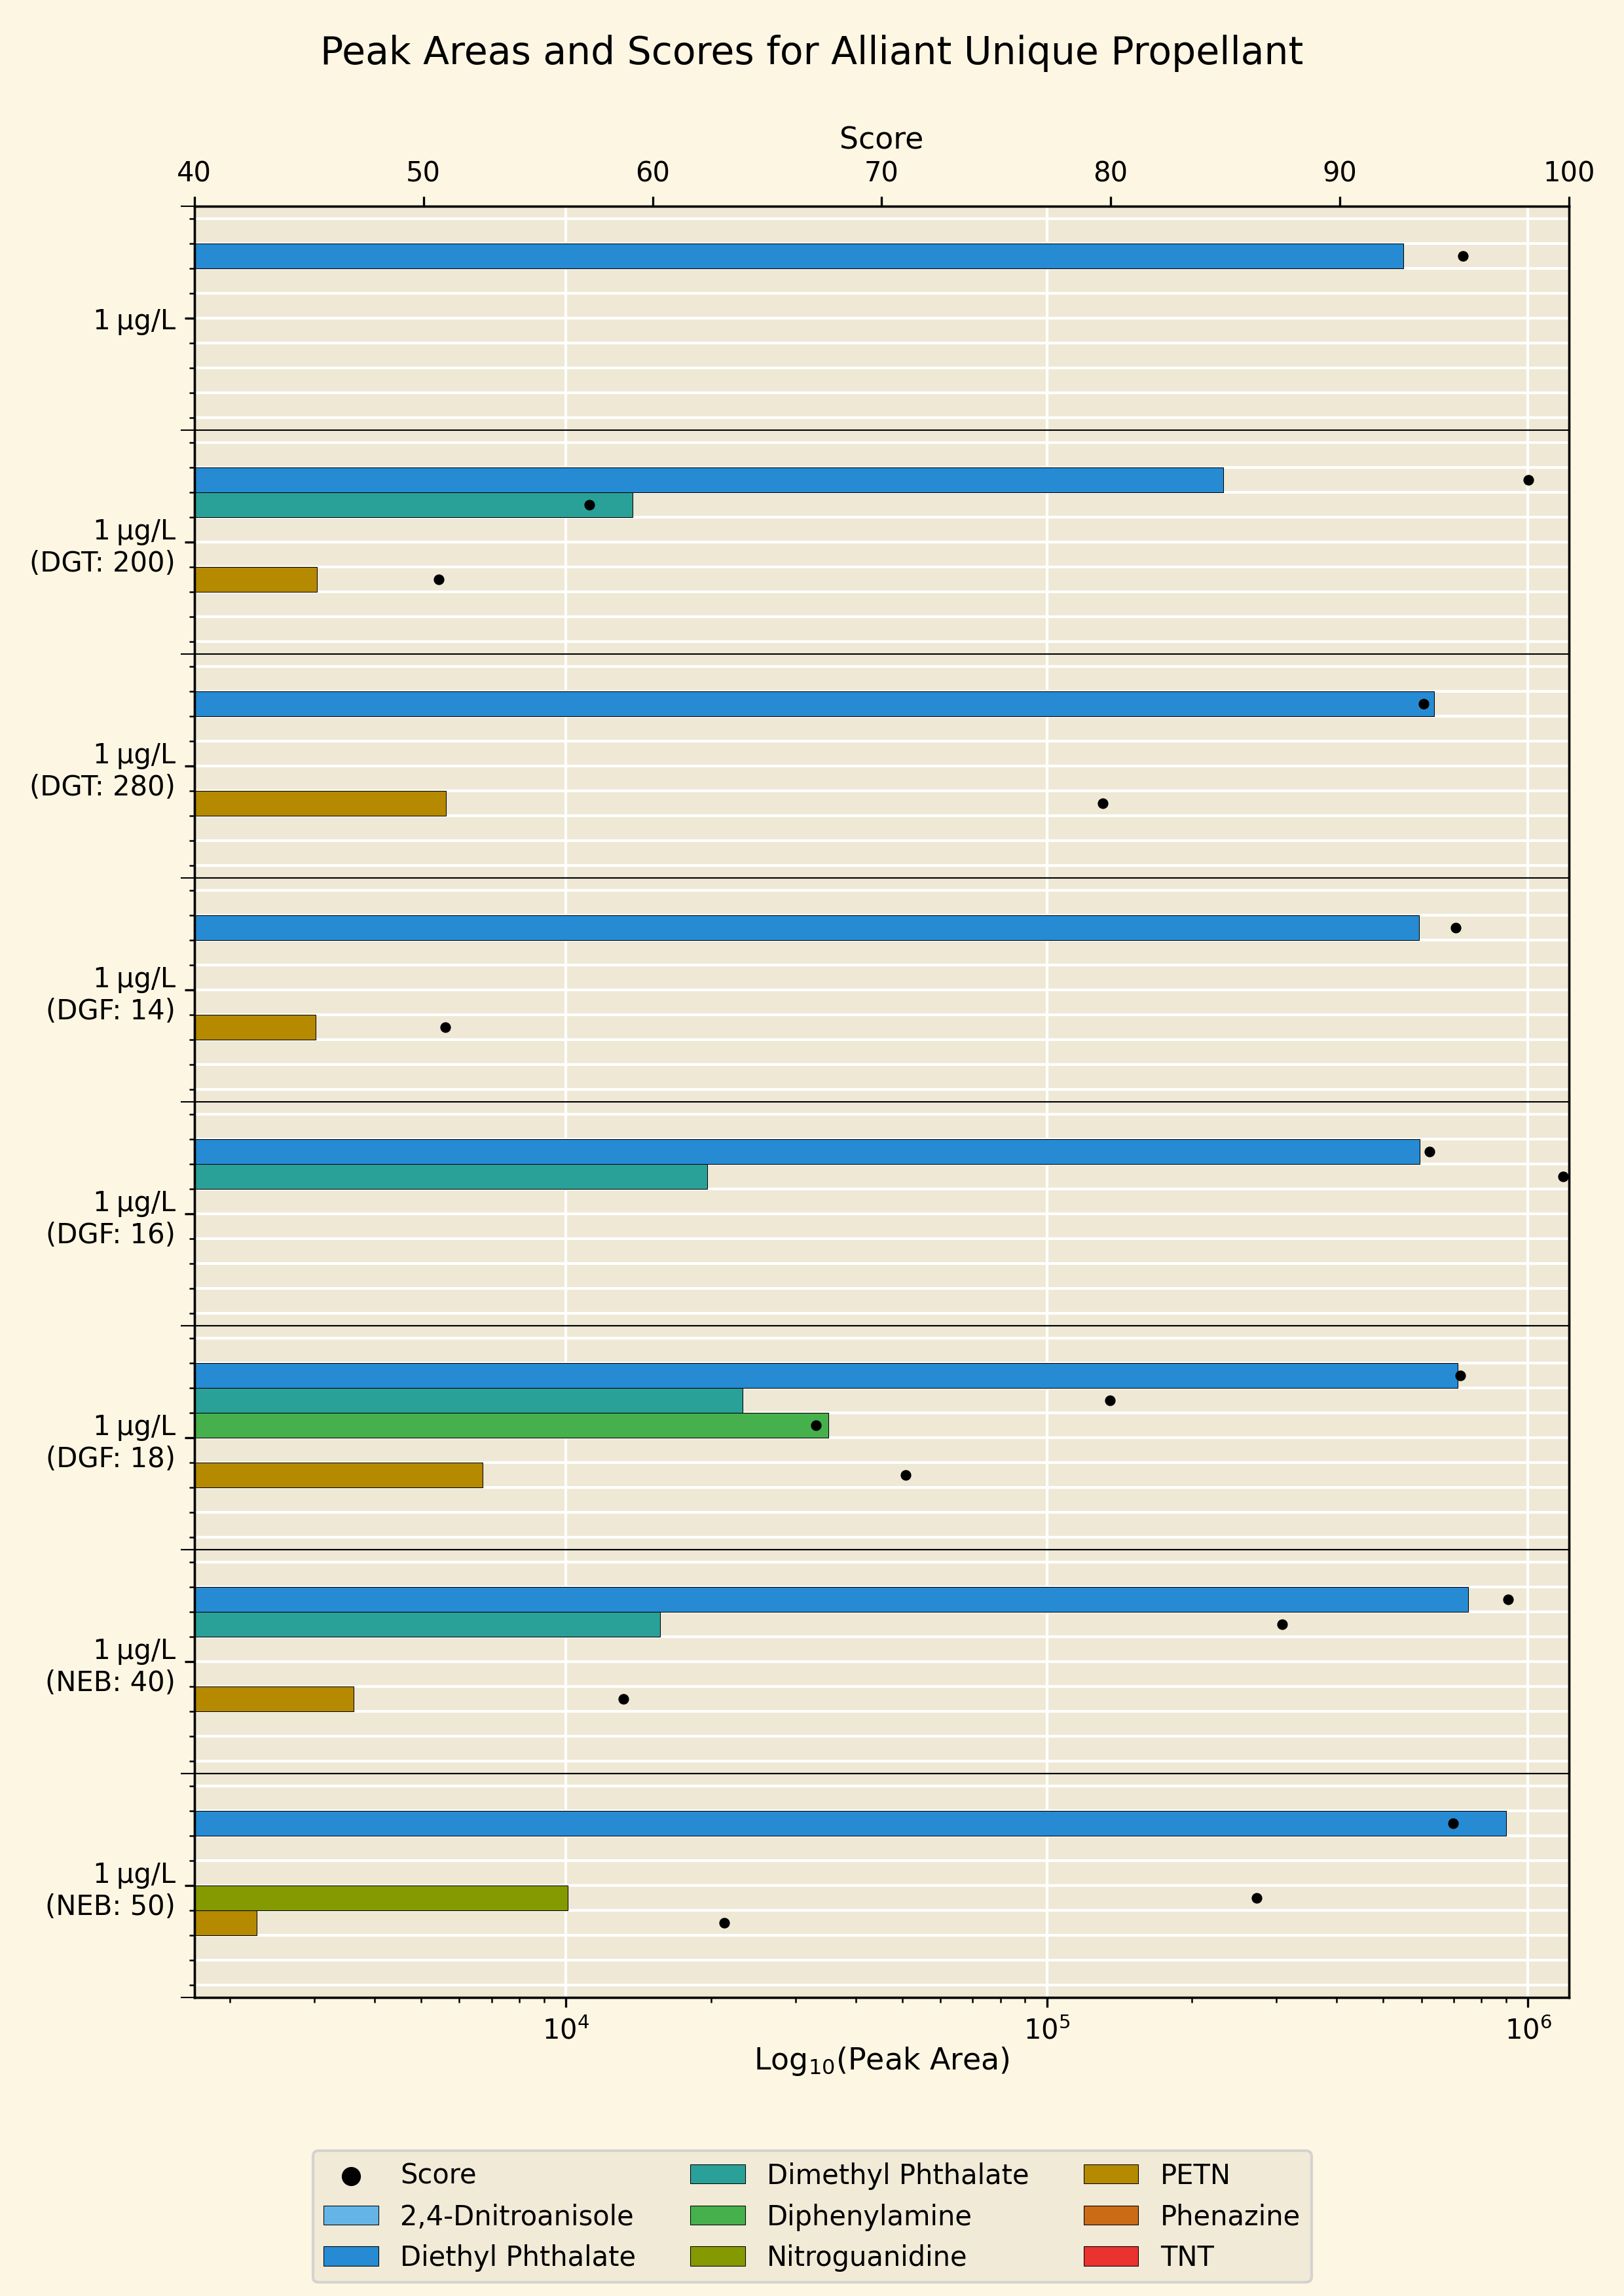 Peak Areas and Scores for Alliant Unique Propellant
Score
40 50 60 70 80 90 100
1 µg/L
1 µg/L
(DGT: 200)
1 µg/L
(DGT: 280)
1 µg/L
(DGF: 14)
1 µg/L
(DGF: 16)
1 µg/L
(DGF: 18)
1 µg/L
(NEB: 40)
1 µg/L
(NEB: 50)
10⁴ 10⁵ 10⁶
Log₁₀(Peak Area)
Score
2,4-Dnitroanisole
Diethyl Phthalate
Dimethyl Phthalate
Diphenylamine
Nitroguanidine
PETN
Phenazine
TNT